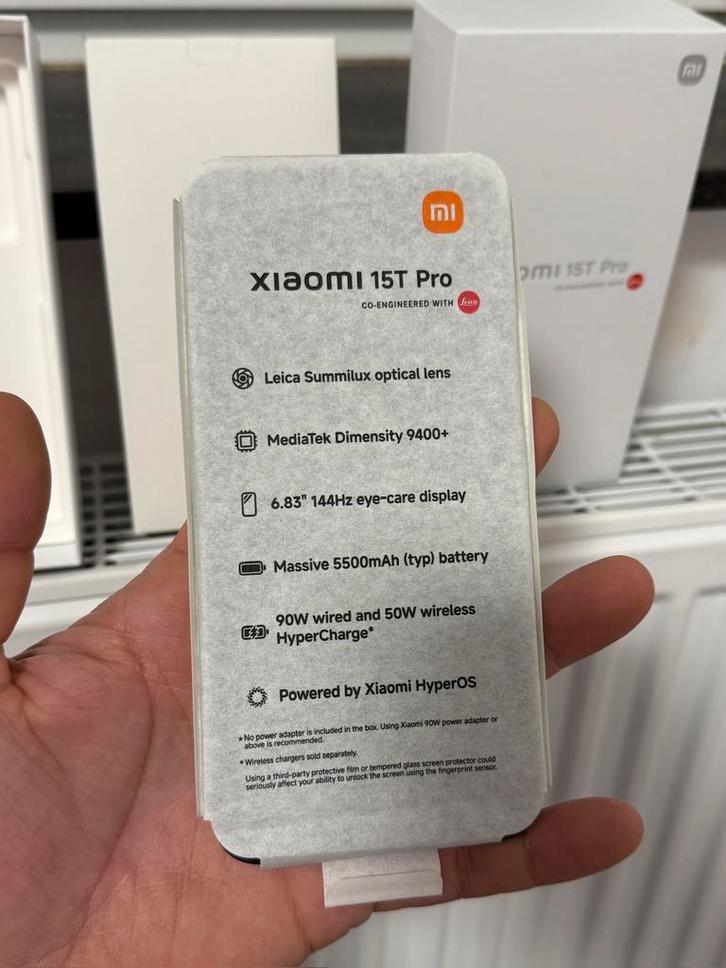 mi
xiaomi 15T Pro
CO-ENGINEERED WITH Leica
Leica Summilux optical lens
MediaTek Dimensity 9400+
6.83" 144Hz eye-care display
Massive 5500mAh (typ) battery
90W wired and 50W wireless
HyperCharge*
Powered by Xiaomi HyperOS
*No power adapter is included in the box. Using Xiaomi 90W power adapter or
above is recommended.
*Wireless chargers sold separately.
Using a third-party protective film or tempered glass screen protector could
seriously affect your ability to unlock the screen using the fingerprint sensor.
mi
omi 15T Pro